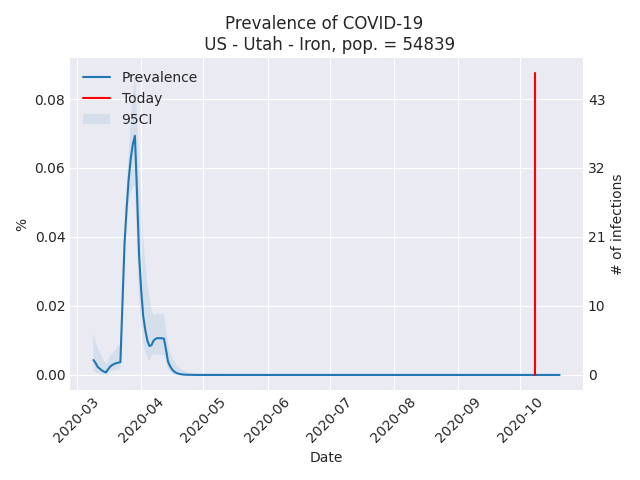 Prevalence of COVID-19
US - Utah - Iron, pop. = 54839
Prevalence
Today
95CI
%
0.08
0.06
0.04
0.02
0.00
# of infections
43
32
21
10
0
2020-03
2020-04
2020-05
2020-06
2020-07
2020-08
2020-09
2020-10
Date